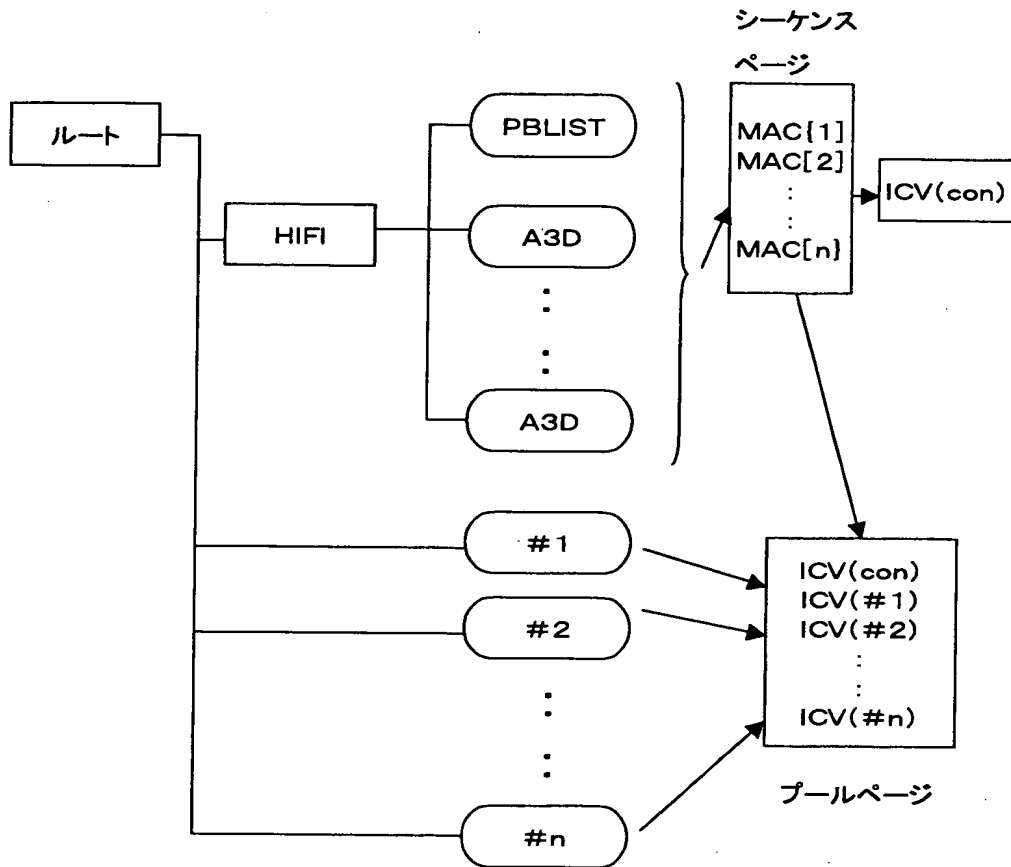 シーケンス
ページ
ルート
HIFI
PBLIST
A3D
:
:
A3D
MAC{1]
MAC[2]
:
:
MAC[n}
ICV(con)
#1
#2
:
:
#n
ICV(con)
ICV(#1)
ICV(#2)
:
:
ICV(#n)
プールページ